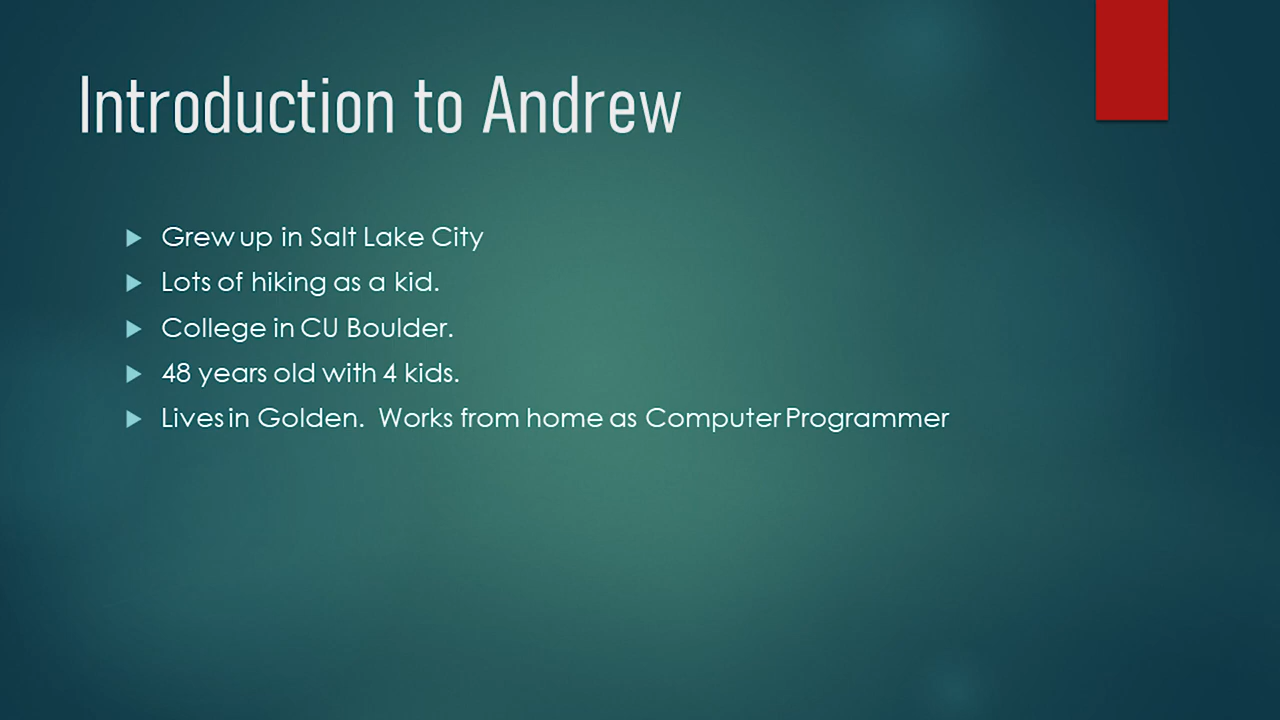 Introduction to Andrew
Grew up in Salt Lake City
Lots of hiking as a kid.
College in CU Boulder.
48 years old with 4 kids.
Lives in Golden.  Works from home as Computer Programmer